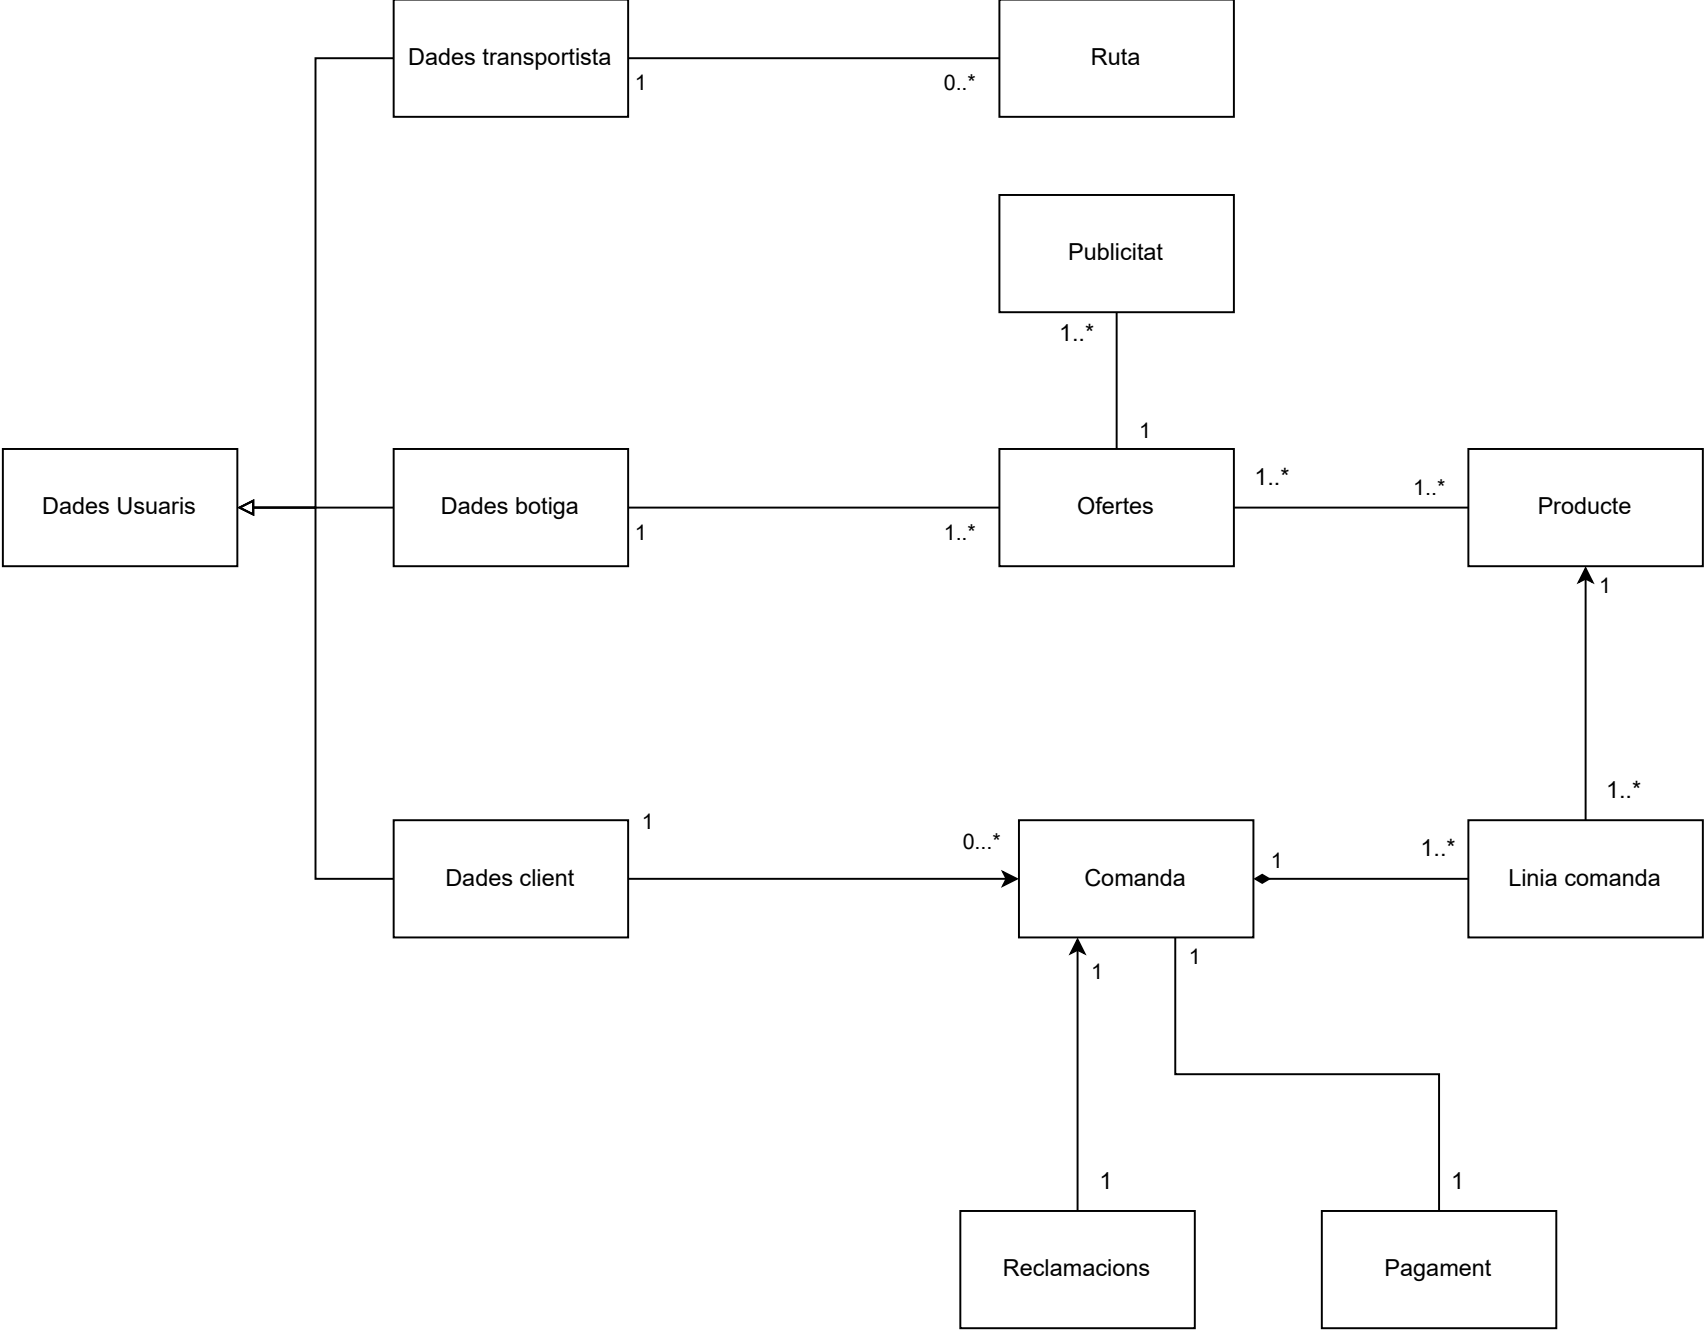 Dades transportista
Ruta
1
0..*
Publicitat
1..*
1
Dades Usuaris
Dades botiga
Ofertes
Producte
1..*
1..*
1
1..*
1
1..*
1
0...*
1
1..*
Dades client
Comanda
Linia comanda
1
1
1
1
Reclamacions
Pagament